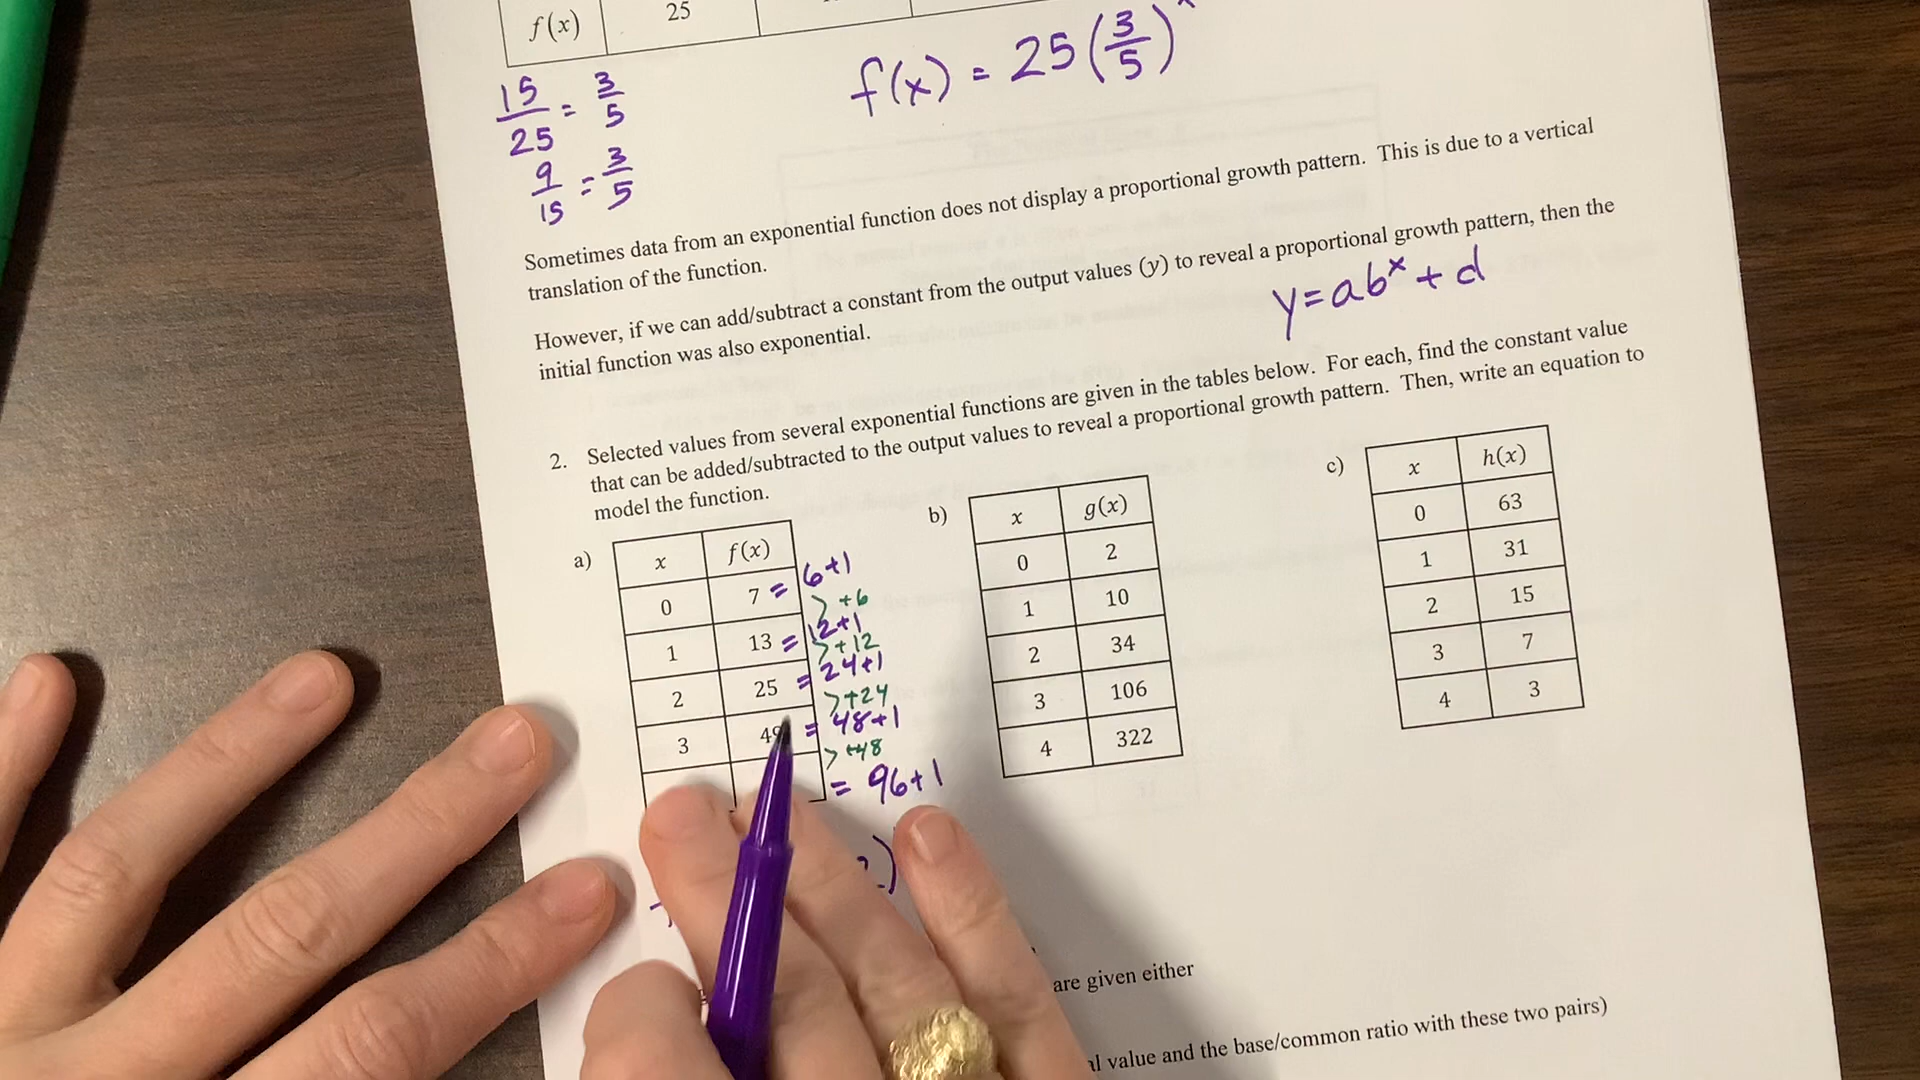 f(x) 25
f(x) = 25(3/5)^x
15/25 = 3/5
9/15 = 3/5
Sometimes data from an exponential function does not display a proportional growth pattern. This is due to a vertical
translation of the function.
However, if we can add/subtract a constant from the output values (y) to reveal a proportional growth pattern, then the
initial function was also exponential.
y = ab^x + d
2. Selected values from several exponential functions are given in the tables below. For each, find the constant value
that can be added/subtracted to the output values to reveal a proportional growth pattern. Then, write an equation to
model the function.
a)
x f(x)
0 7 = 6+1
> +6
1 13 = 12+1
> +12
2 25 = 24+1
> +24
3 49 = 48+1
> +48
= 96+1
b)
x g(x)
0 2
1 10
2 34
3 106
4 322
c)
x h(x)
0 63
1 31
2 15
3 7
4 3
2)
are given either
value and the base/common ratio with these two pairs)